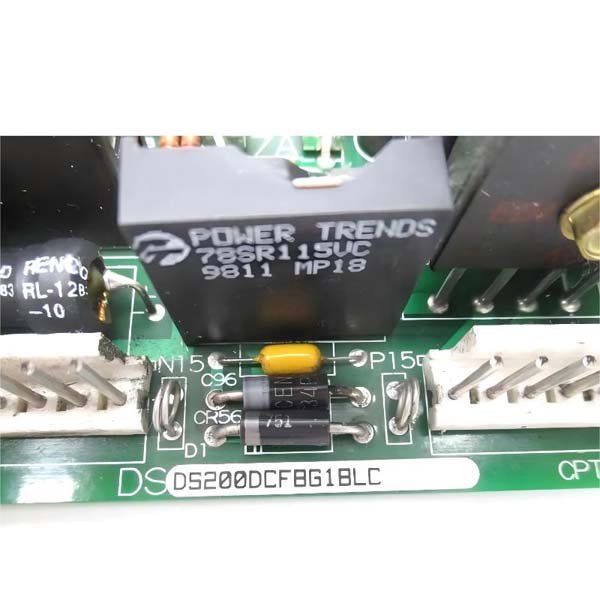 POWER TRENDS
78SR115VC
9811 MP18
RENCO
RL-12
-10
N15
P15
C96
CR56
751
D1
DS
DS200DCFBG1BLC
CPT